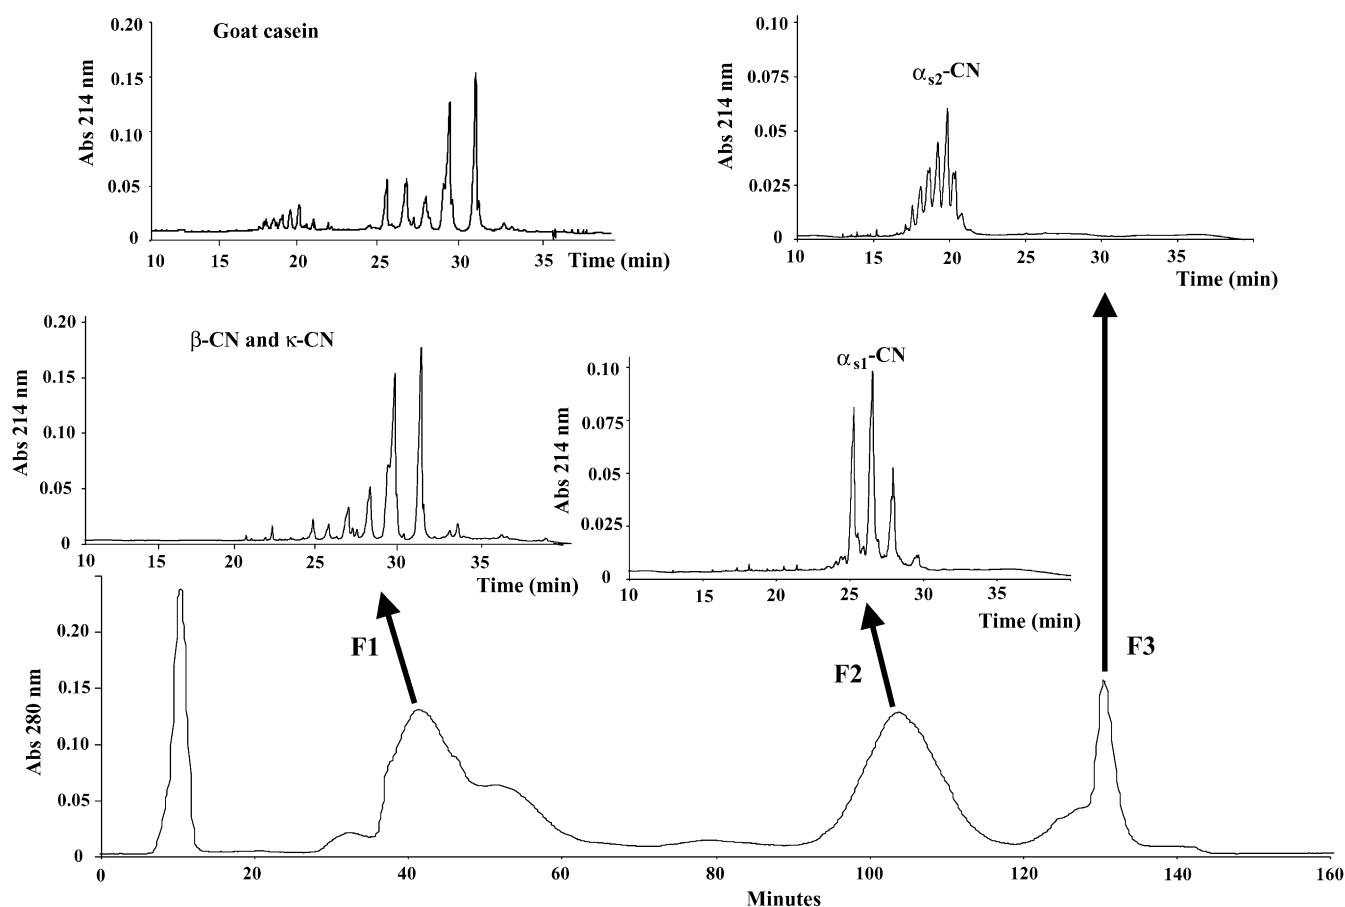 Goat casein
Abs 214 nm
0.20
0.15
0.10
0.05
0
10 15 20 25 30 35 Time (min)
α_s2-CN
Abs 214 nm
0.10
0.075
0.05
0.025
0
10 15 20 25 30 35
Time (min)
β-CN and κ-CN
Abs 214 nm
0.20
0.15
0.10
0.05
0
10 15 20 25 30 35
Time (min)
α_s1-CN
Abs 214 nm
0.10
0.075
0.05
0.025
0
10 15 20 25 30 35
Time (min)
F1
F2
F3
Abs 280 nm
0.20
0.15
0.10
0.05
0
0 20 40 60 80 100 120 140 160
Minutes